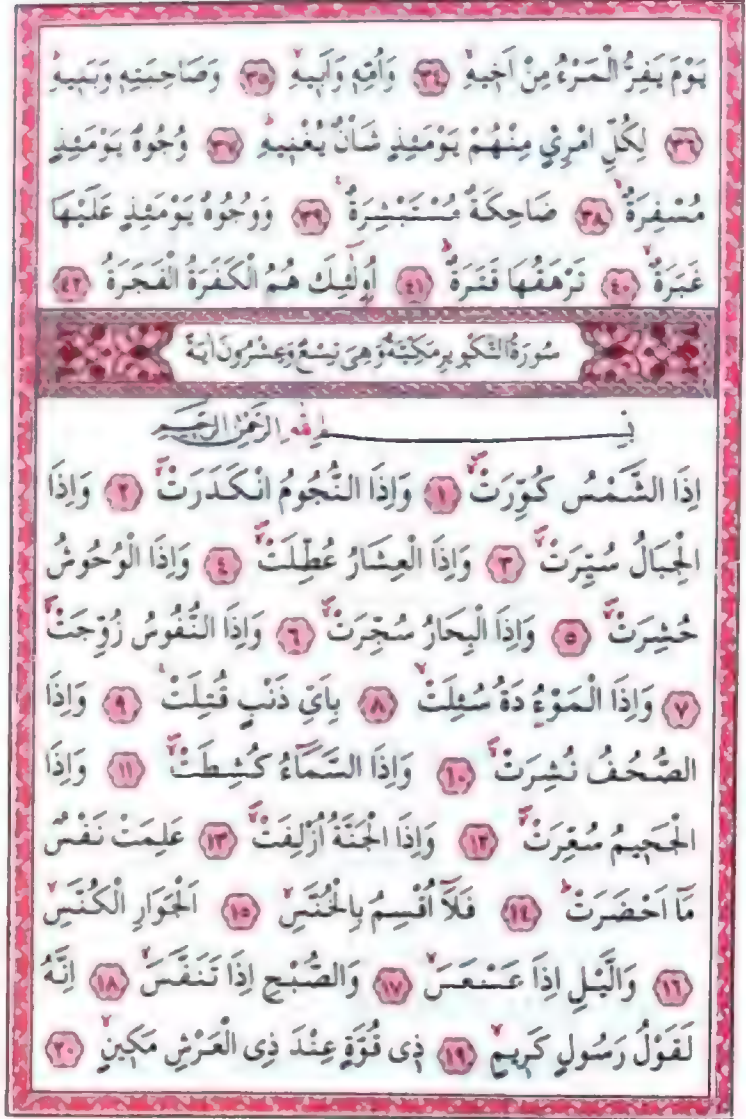 يَوْمَ يَفِرُّ الْمَرْءُ مِنْ اَخ۪يهِۙ ﴿٣٤﴾ وَاُمِّه۪ وَاَب۪يهِۙ ﴿٣٥﴾ وَصَاحِبَتِه۪ وَبَن۪يهِۜ
﴿٣٦﴾ لِكُلِّ امْرِئٍ مِنْهُمْ يَوْمَئِذٍ شَأْنٌ يُغْن۪يهِۜ ﴿٣٧﴾ وُجُوهٌ يَوْمَئِذٍ
مُسْفِرَةٌۙ ﴿٣٨﴾ ضَاحِكَةٌ مُسْتَبْشِرَةٌۚ ﴿٣٩﴾ وَوُجُوهٌ يَوْمَئِذٍ عَلَيْهَا
غَبَرَةٌۙ ﴿٤٠﴾ تَرْهَقُهَا قَتَرَةٌۜ ﴿٤١﴾ اُو۬لٰٓئِكَ هُمُ الْكَفَرَةُ الْفَجَرَةُ ﴿٤٢﴾
سُورَةُ التَّكْوِيرِ مَكِّيَّةٌ وَهِيَ تِسْعٌ وَعِشْرُونَ اٰيَةً
بِسْمِ اللّٰهِ الرَّحْمٰنِ الرَّحِيمِ
اِذَا الشَّمْسُ كُوِّرَتْۙۖ ﴿١﴾ وَاِذَا النُّجُومُ انْكَدَرَتْۙۖ ﴿٢﴾ وَاِذَا
الْجِبَالُ سُيِّرَتْۙۖ ﴿٣﴾ وَاِذَا الْعِشَارُ عُطِّلَتْۙۖ ﴿٤﴾ وَاِذَا الْوُحُوشُ
حُشِرَتْۙۖ ﴿٥﴾ وَاِذَا الْبِحَارُ سُجِّرَتْۙۖ ﴿٦﴾ وَاِذَا النُّفُوسُ زُوِّجَتْۙۖ
﴿٧﴾ وَاِذَا الْمَوْءُ۫دَةُ سُئِلَتْۙ ﴿٨﴾ بِاَيِّ ذَنْبٍ قُتِلَتْۚ ﴿٩﴾ وَاِذَا
الصُّحُفُ نُشِرَتْۙۖ ﴿١٠﴾ وَاِذَا السَّمَٓاءُ كُشِطَتْۙۖ ﴿١١﴾ وَاِذَا
الْجَح۪يمُ سُعِّرَتْۙۖ ﴿١٢﴾ وَاِذَا الْجَنَّةُ اُزْلِفَتْۙۖ ﴿١٣﴾ عَلِمَتْ نَفْسٌ
مَٓا اَحْضَرَتْۜ ﴿١٤﴾ فَلَٓا اُقْسِمُ بِالْخُنَّسِۙ ﴿١٥﴾ اَلْجَوَارِ الْكُنَّسِۙ
﴿١٦﴾ وَالَّيْلِ اِذَا عَسْعَسَۙ ﴿١٧﴾ وَالصُّبْحِ اِذَا تَنَفَّسَۙ ﴿١٨﴾ اِنَّهُ
لَقَوْلُ رَسُولٍ كَر۪يمٍۙ ﴿١٩﴾ ذ۪ي قُوَّةٍ عِنْدَ ذِي الْعَرْشِ مَك۪ينٍۙ ﴿٢٠﴾